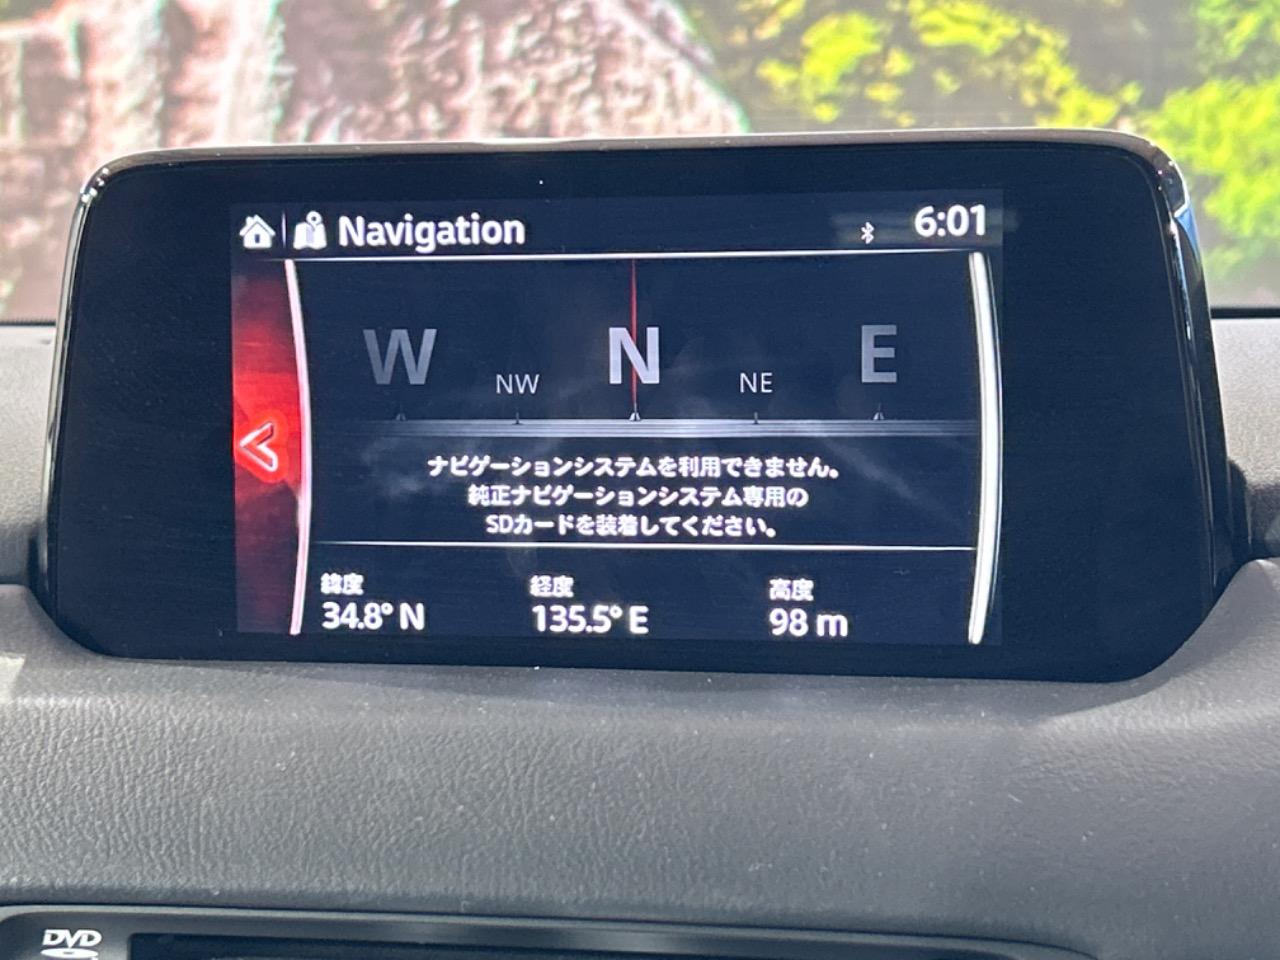 Navigation
6:01
W NW N NE E
ナビゲーションシステムを利用できません。
純正ナビゲーションシステム専用の
SDカードを装着してください。
緯度 経度 高度
34.8° N 135.5° E 98 m
DVD